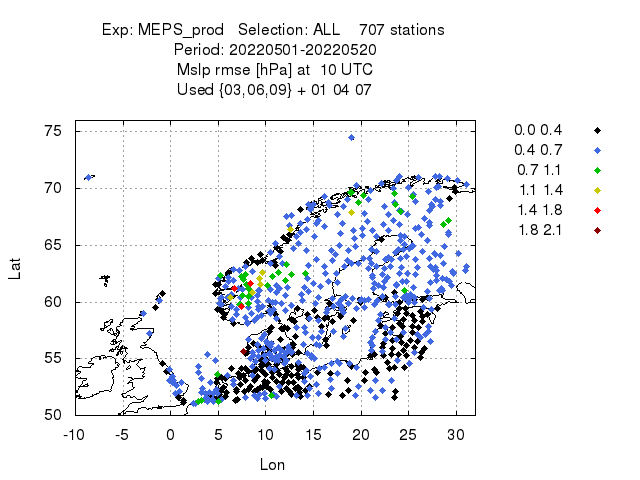 Exp: MEPS_prod Selection: ALL 707 stations
Period: 20220501-20220520
Mslp rmse [hPa] at 10 UTC
Used {03,06,09} + 01 04 07
0.0 0.4
0.4 0.7
0.7 1.1
1.1 1.4
1.4 1.8
1.8 2.1
75
70
65
60
55
50
Lat
-10 -5 0 5 10 15 20 25 30
Lon